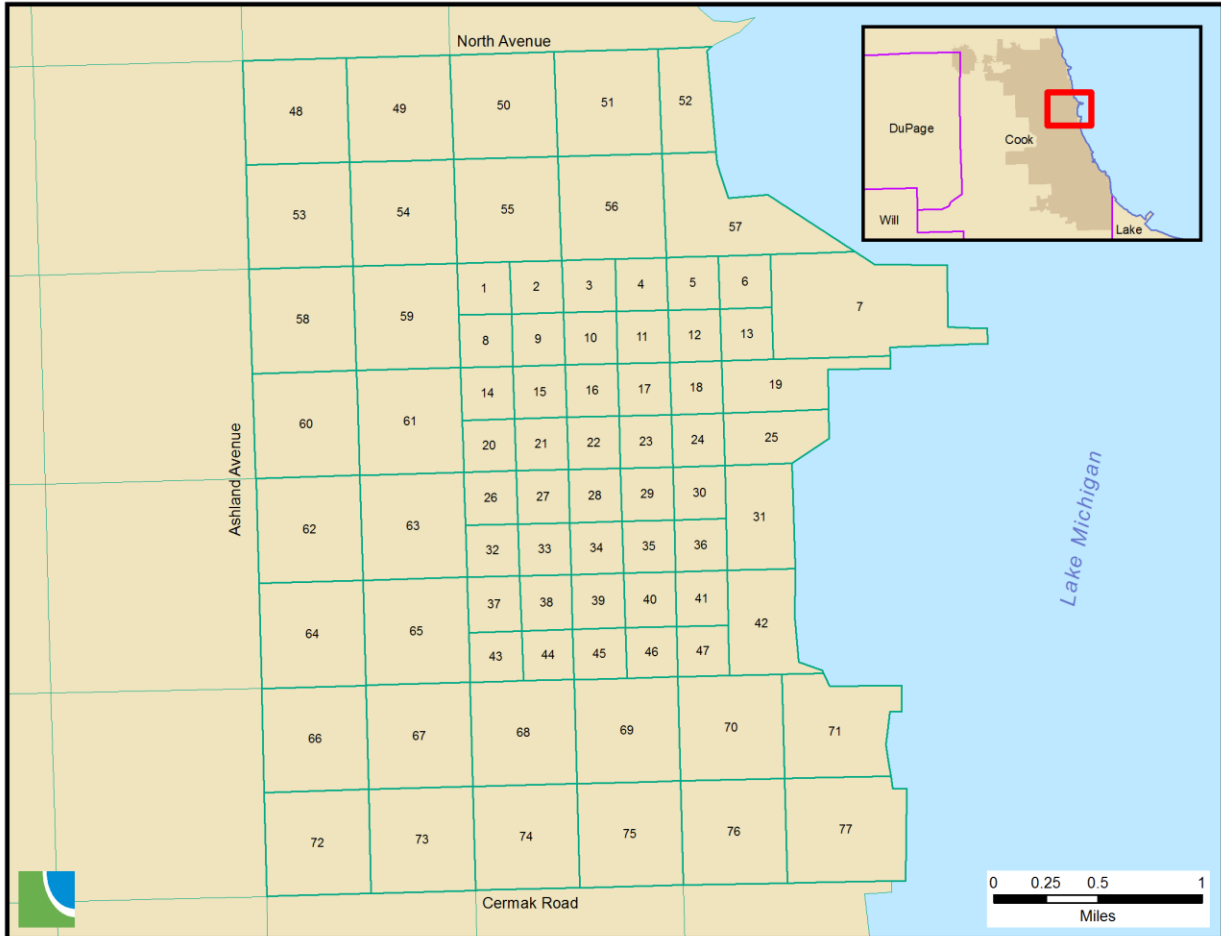 North Avenue
48 49 50 51 52
53 54 55 56 57
1 2 3 4 5 6 7
58 59
8 9 10 11 12 13
14 15 16 17 18 19
60 61
20 21 22 23 24 25
26 27 28 29 30 31
62 63
32 33 34 35 36
37 38 39 40 41 42
64 65
43 44 45 46 47
66 67 68 69 70 71
72 73 74 75 76 77
Cermak Road
Ashland Avenue
Lake Michigan
DuPage
Cook
Will
Lake
0 0.25 0.5 1
Miles